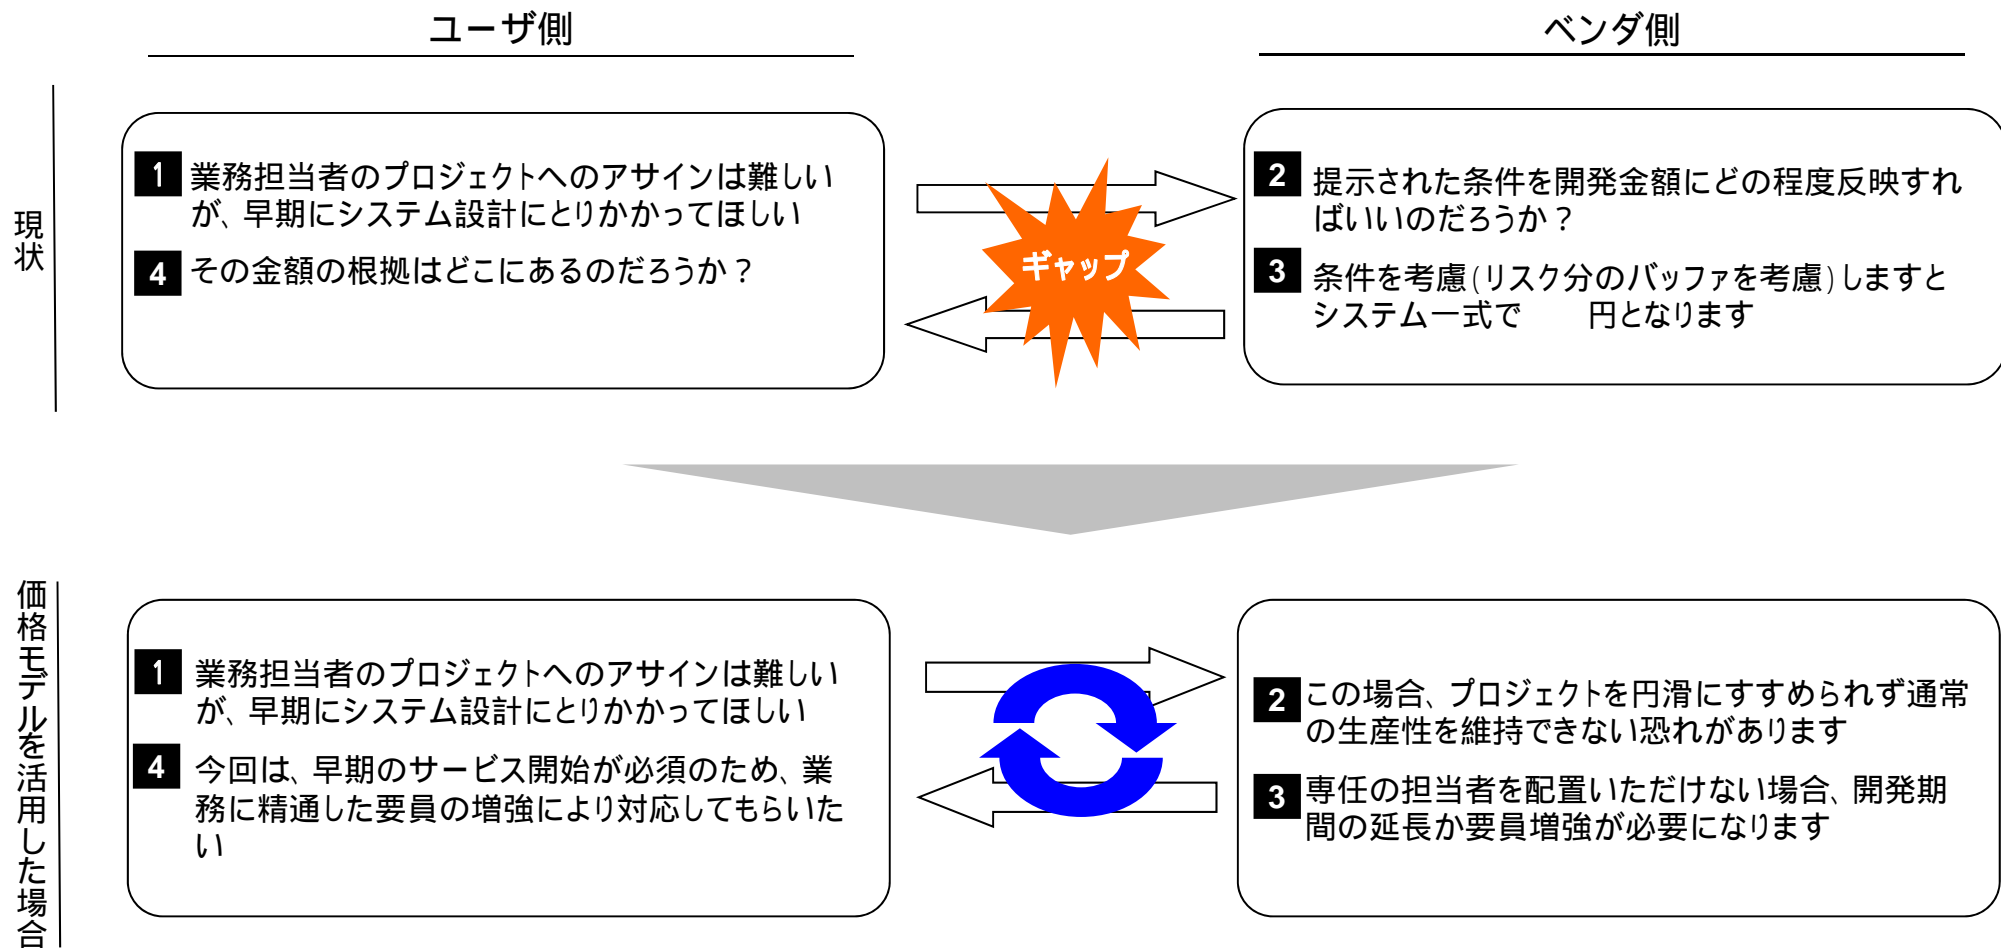 ユーザ側
ベンダ側
現状
1 業務担当者のプロジェクトへのアサインは難しい
が、早期にシステム設計にとりかかってほしい
4 その金額の根拠はどこにあるのだろうか？
ギャップ
2 提示された条件を開発金額にどの程度反映すれ
ばいいのだろうか？
3 条件を考慮(リスク分のバッファを考慮)しますと
システム一式で　　円となります
価格モデルを活用した場合
1 業務担当者のプロジェクトへのアサインは難しい
が、早期にシステム設計にとりかかってほしい
4 今回は、早期のサービス開始が必須のため、業
務に精通した要員の増強により対応してもらいた
い
2 この場合、プロジェクトを円滑にすすめられず通常
の生産性を維持できない恐れがあります
3 専任の担当者を配置いただけない場合、開発期
間の延長か要員増強が必要になります